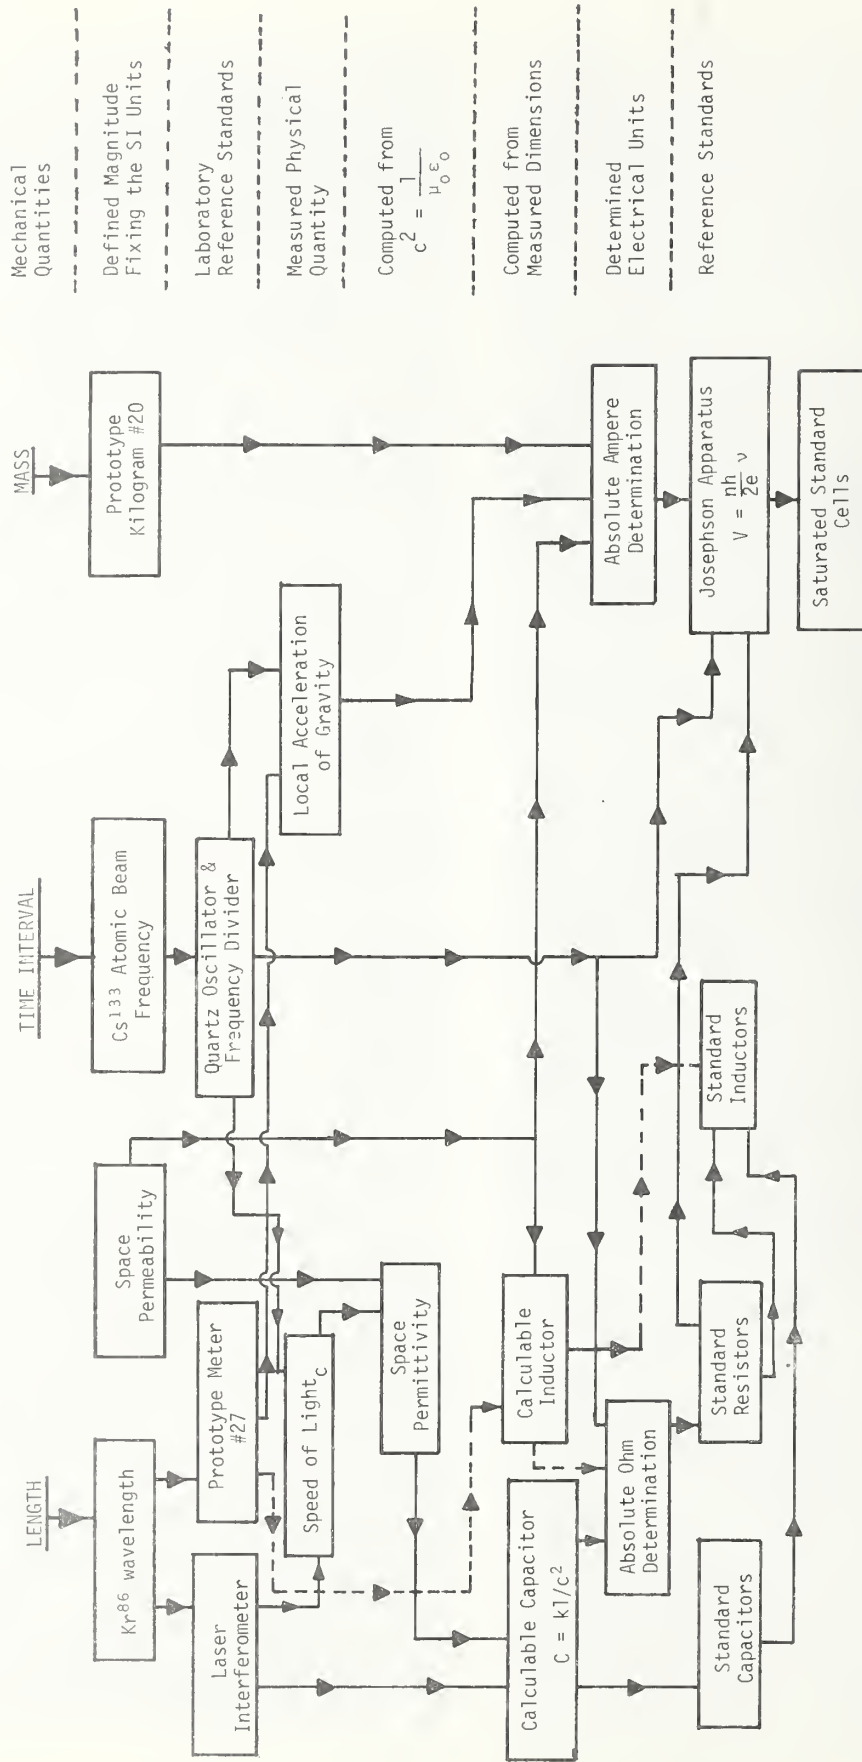 LENGTH
TIME INTERVAL
MASS
Mechanical
Quantities
Kr86 wavelength
Space
Permeability
Cs133 Atomic Beam
Frequency
Prototype
Kilogram #20
Defined Magnitude
Fixing the SI Units
Laser
Interferometer
Prototype Meter
#27
Quartz Oscillator &
Frequency Divider
Laboratory
Reference Standards
Speed of Light c
Local Acceleration
of Gravity
Measured Physical
Quantity
Space
Permittivity
Computed from
c² = 1/μ₀ε₀
Calculable Capacitor
C = kl/c²
Calculable
Inductor
Computed from
Measured Dimensions
Absolute Ohm
Determination
Absolute Ampere
Determination
Determined
Electrical Units
Standard
Capacitors
Standard
Resistors
Standard
Inductors
Josephson Apparatus
V = nh/2e ν
Reference Standards
Saturated Standard
Cells